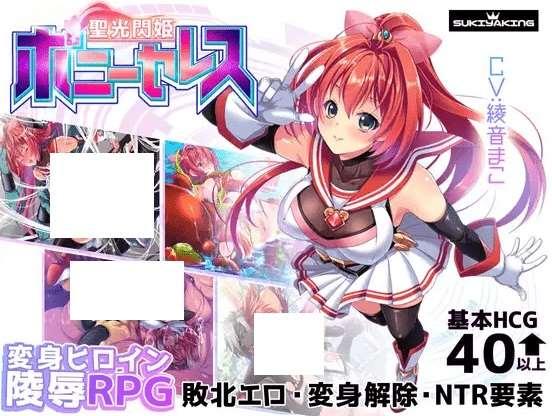 聖光閃姫
ポニーセレス
SUKIYAKING
CV:綾音まこ
基本HCG
40以上
変身ヒロイン
陵辱RPG
敗北エロ・変身解除・NTR要素